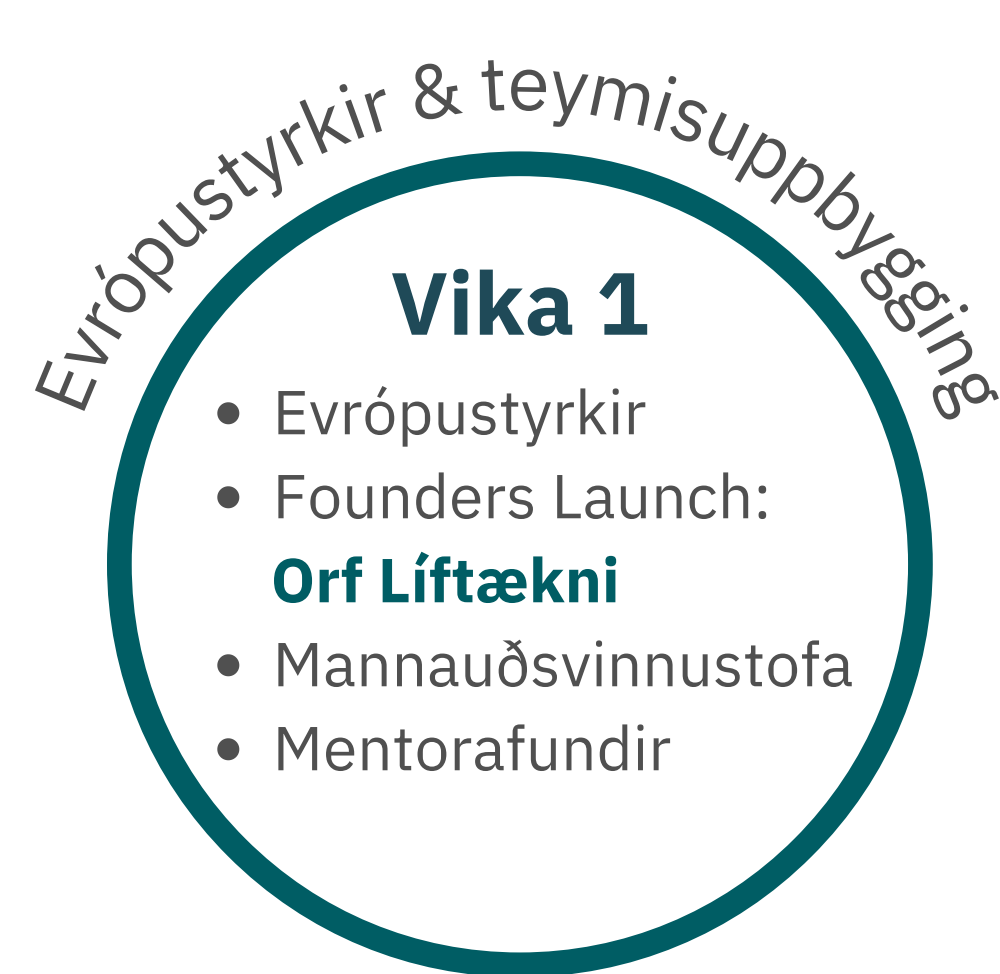 Evrópustyrkir & teymisuppbygging
Vika 1
• Evrópustyrkir
• Founders Launch:
Orf Líftækni
• Mannauðsvinnustofa
• Mentorafundir